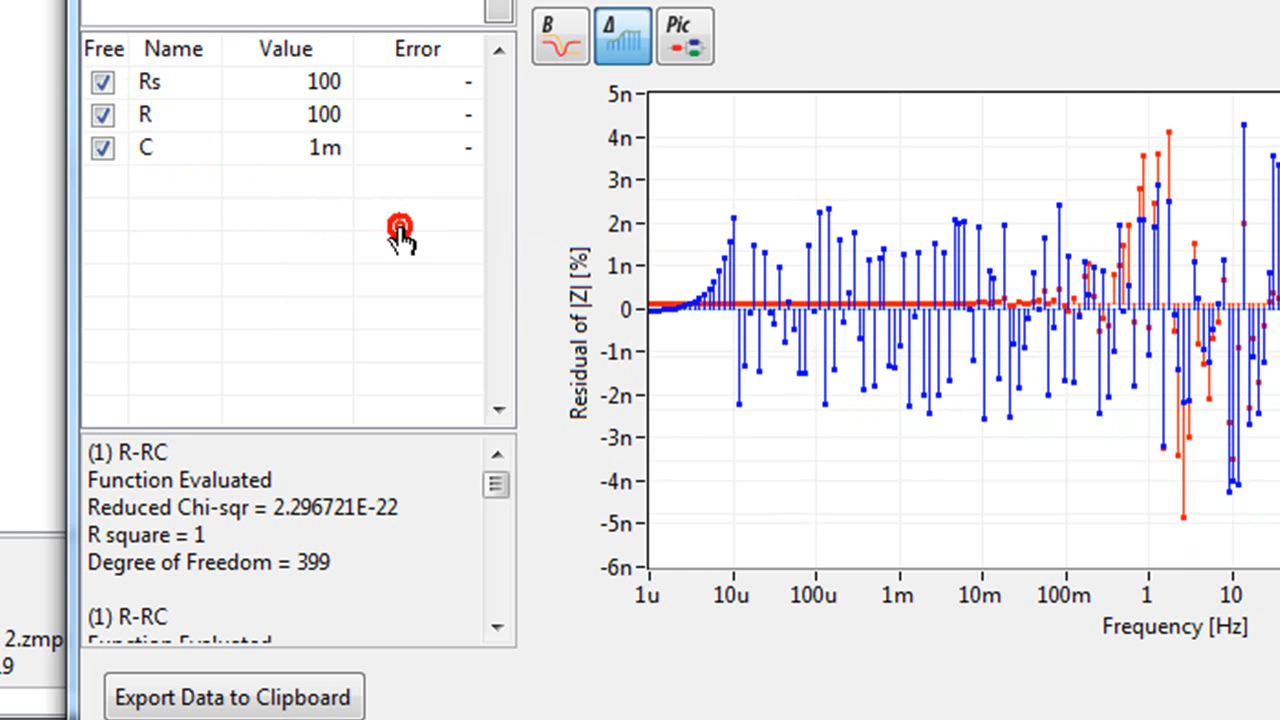 Free Name Value Error
Rs 100 -
R 100 -
C 1m -
(1) R-RC
Function Evaluated
Reduced Chi-sqr = 2.296721E-22
R square = 1
Degree of Freedom = 399
(1) R-RC
Function Evaluated
Export Data to Clipboard
2.zmp
.9
B
Δ
Pic
Residual of |Z| [%]
5n
4n
3n
2n
1n
0
-1n
-2n
-3n
-4n
-5n
-6n
1u 10u 100u 1m 10m 100m 1 10
Frequency [Hz]